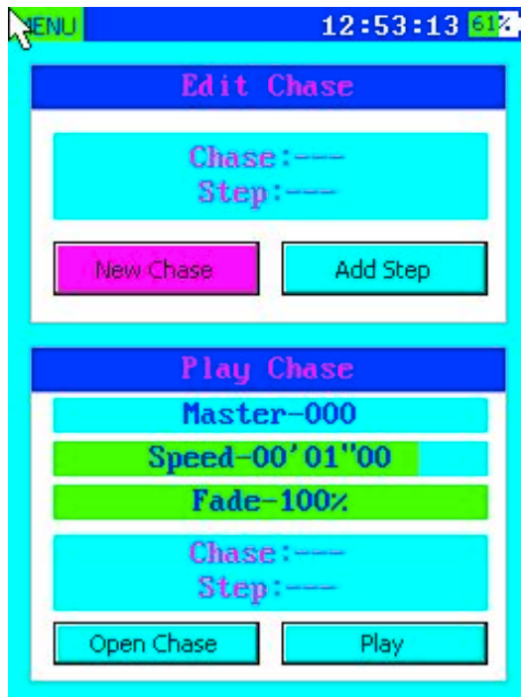 MENU 12:53:13 61%
Edit Chase
Chase:---
Step:---
New Chase Add Step
Play Chase
Master-000
Speed-00'01"00
Fade-100%
Chase:---
Step:---
Open Chase Play